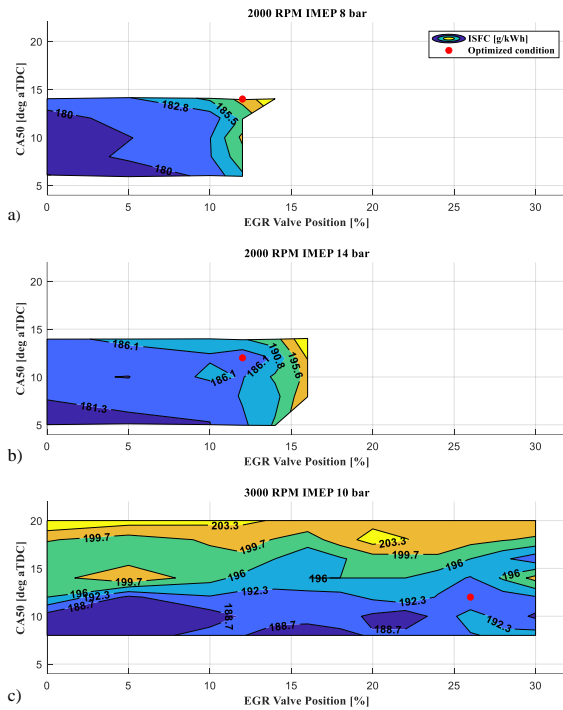 2000 RPM IMEP 8 bar
ISFC [g/kWh]
Optimized condition
CA50 [deg aTDC]
20
15
10
5
182.8
185.5
180
180
0 5 10 15 20 25 30
EGR Valve Position [%]
a)
2000 RPM IMEP 14 bar
CA50 [deg aTDC]
20
15
10
5
186.1
190.8
195.6
186.1
186.1
181.3
0 5 10 15 20 25 30
EGR Valve Position [%]
b)
3000 RPM IMEP 10 bar
CA50 [deg aTDC]
20
15
10
5
203.3
199.7
203.3
199.7
199.7
196
199.7
196
196
196
192.3
192.3
192.3
188.7
188.7
188.7
188.7
192.3
0 5 10 15 20 25 30
EGR Valve Position [%]
c)